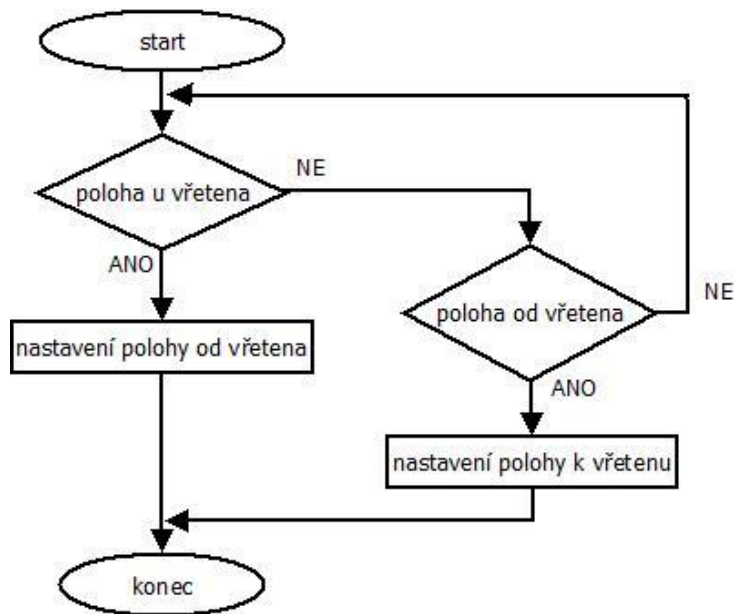 start
poloha u vřetena
NE
ANO
nastavení polohy od vřetena
poloha od vřetena
NE
ANO
nastavení polohy k vřetenu
konec